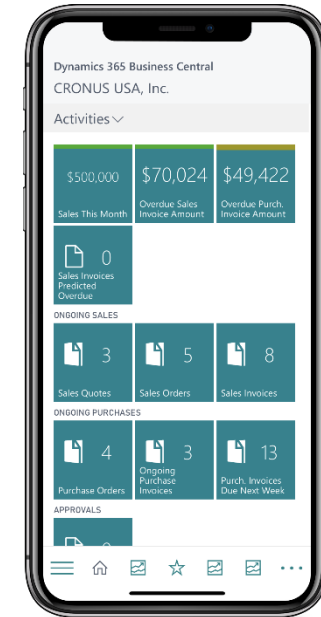 Dynamics 365 Business Central
CRONUS USA, Inc.
Activities
$500,000
Sales This Month
$70,024
Overdue Sales
Invoice Amount
$49,422
Overdue Purch.
Invoice Amount
0
Sales Invoices
Predicted
Overdue
ONGOING SALES
3
Sales Quotes
5
Sales Orders
8
Sales Invoices
ONGOING PURCHASES
4
Purchase Orders
3
Ongoing
Purchase
Invoices
13
Purch. Invoices
Due Next Week
APPROVALS